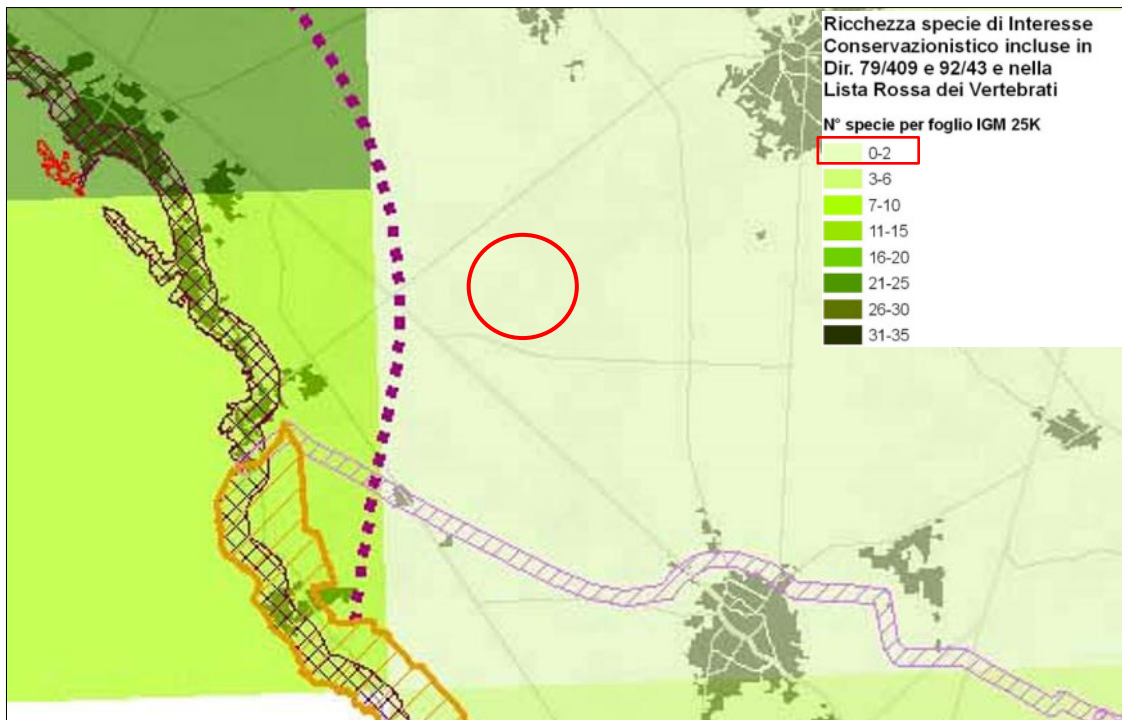 Ricchezza specie di Interesse
Conservazionistico incluse in
Dir. 79/409 e 92/43 e nella
Lista Rossa dei Vertebrati
N° specie per foglio IGM 25K
0-2
3-6
7-10
11-15
16-20
21-25
26-30
31-35